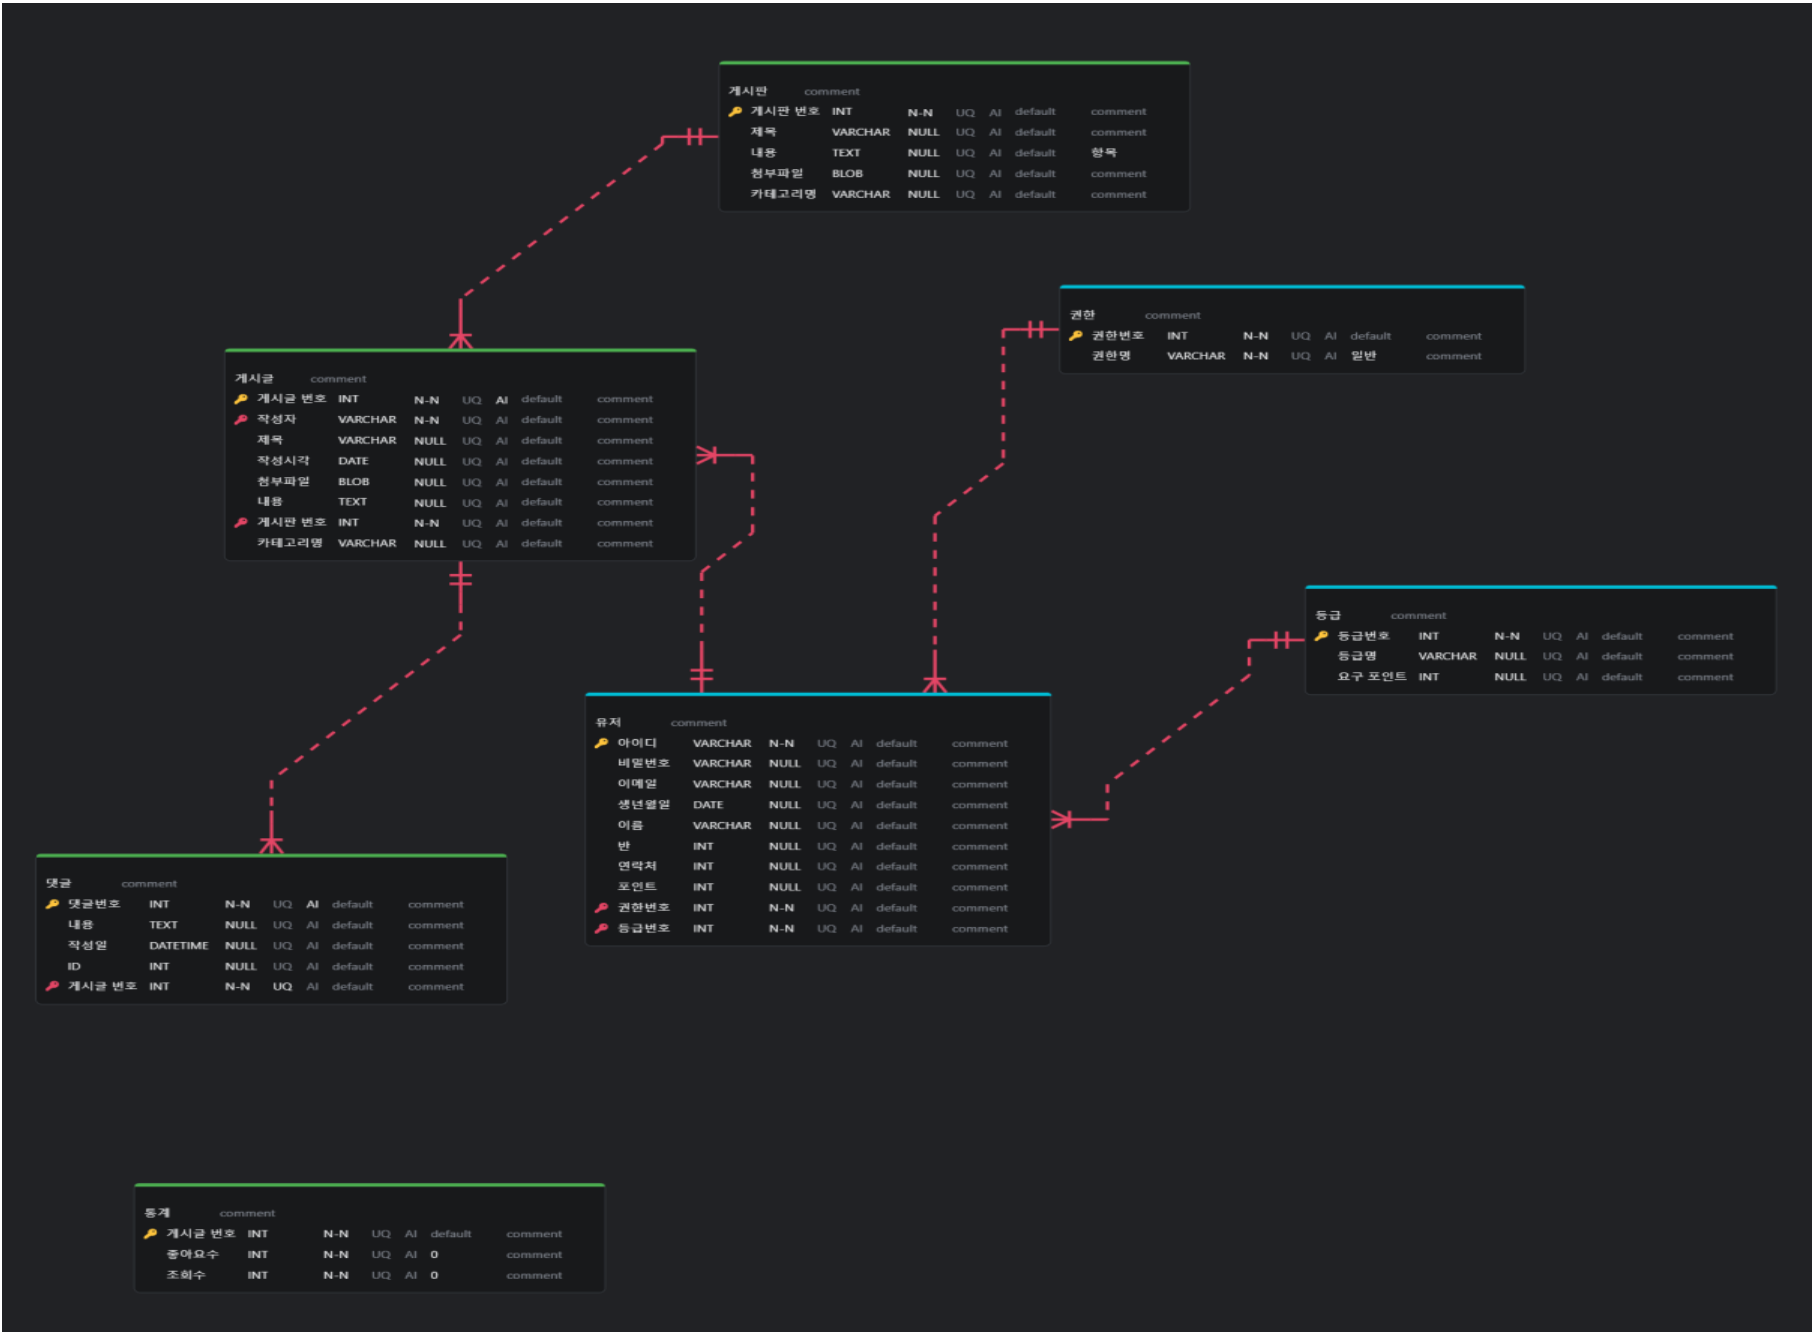 게시판 comment
게시판 번호 INT N-N UQ AI default comment
제목 VARCHAR NULL UQ AI default comment
내용 TEXT NULL UQ AI default 항목
첨부파일 BLOB NULL UQ AI default comment
카테고리명 VARCHAR NULL UQ AI default comment
권한 comment
권한번호 INT N-N UQ AI default comment
권한명 VARCHAR N-N UQ AI 일반 comment
게시글 comment
게시글 번호 INT N-N UQ AI default comment
작성자 VARCHAR N-N UQ AI default comment
제목 VARCHAR NULL UQ AI default comment
작성시각 DATE NULL UQ AI default comment
첨부파일 BLOB NULL UQ AI default comment
내용 TEXT NULL UQ AI default comment
게시판 번호 INT N-N UQ AI default comment
카테고리명 VARCHAR NULL UQ AI default comment
등급 comment
등급번호 INT N-N UQ AI default comment
등급명 VARCHAR NULL UQ AI default comment
요구 포인트 INT NULL UQ AI default comment
유저 comment
아이디 VARCHAR N-N UQ AI default comment
비밀번호 VARCHAR NULL UQ AI default comment
이메일 VARCHAR NULL UQ AI default comment
생년월일 DATE NULL UQ AI default comment
이름 VARCHAR NULL UQ AI default comment
반 INT NULL UQ AI default comment
연락처 INT NULL UQ AI default comment
포인트 INT NULL UQ AI default comment
권한번호 INT N-N UQ AI default comment
등급번호 INT N-N UQ AI default comment
댓글 comment
댓글번호 INT N-N UQ AI default comment
내용 TEXT NULL UQ AI default comment
작성일 DATETIME NULL UQ AI default comment
ID INT NULL UQ AI default comment
게시글 번호 INT N-N UQ AI default comment
통계 comment
게시글 번호 INT N-N UQ AI default comment
좋아요수 INT N-N UQ AI 0 comment
조회수 INT N-N UQ AI 0 comment